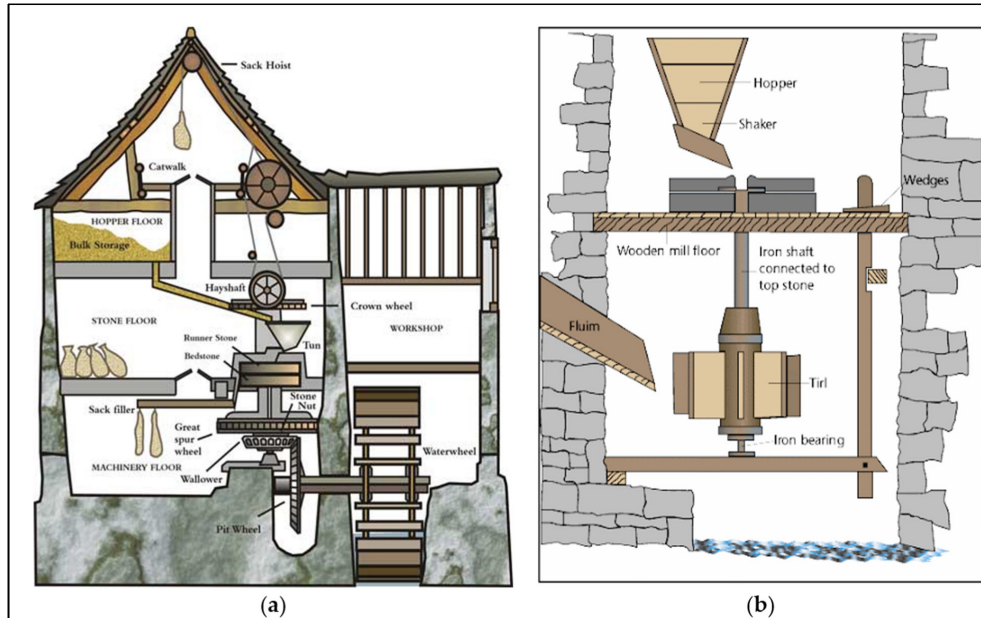 Sack Hoist
Catwalk
HOPPER FLOOR
Bulk Storage
Hayshaft
Crown wheel
STONE FLOOR
WORKSHOP
Runner Stone
Tun
Bedstone
Stone
Nut
Sack filler
Great
spur
wheel
Waterwheel
MACHINERY FLOOR
Wallower
Pit Wheel
(a)
Hopper
Shaker
Wedges
Wooden mill floor
Iron shaft
connected to
top stone
Fluim
Tirl
Iron bearing
(b)